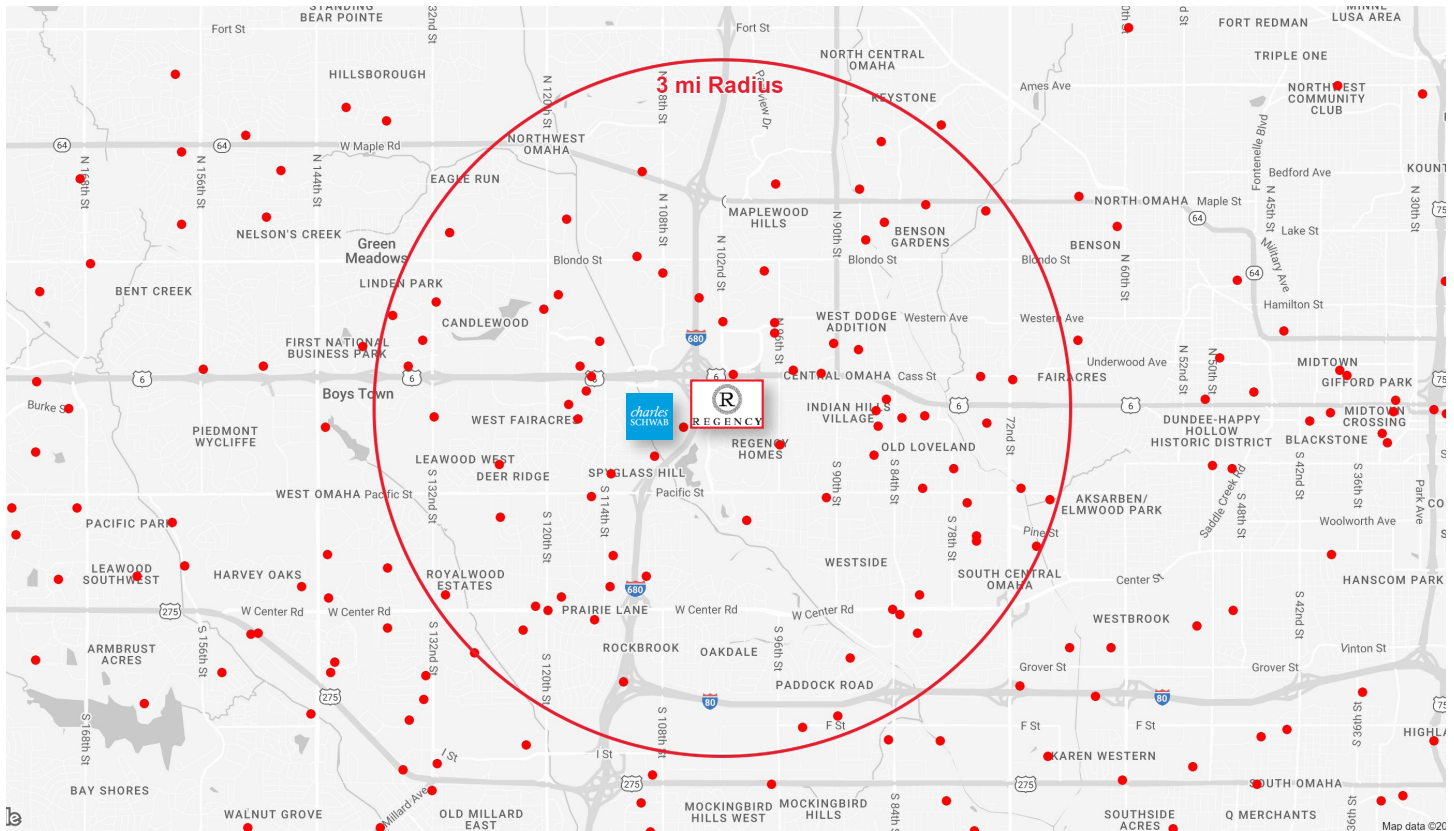 STANDING
BEAR POINTE
Fort St
Fort St
FORT REDMAN
LUSA AREA
TRIPLE ONE
NORTH CENTRAL
OMAHA
HILLSBOROUGH
3 mi Radius
KEYSTONE
Ames Ave
NORTHWEST
COMMUNITY
CLUB
N 120th St
Fontenelle Blvd
64
64
W Maple Rd
NORTHWEST
OMAHA
N 156th St
N 144th St
EAGLE RUN
Bedford Ave
N 45th St
N 30th St
N 108th St
N 90th St
NORTH OMAHA
Maple St
64
75
MAPLEWOOD
HILLS
BENSON
GARDENS
BENSON
Lake St
Military Ave
NELSON'S CREEK
Green
Meadows
N 102nd St
Blondo St
Blondo St
Blondo St
N 60th St
64
BENT CREEK
LINDEN PARK
Hamilton St
CANDLEWOOD
WEST DODGE
ADDITION
Western Ave
Western Ave
680
FIRST NATIONAL
BUSINESS PARK
N 52nd St
N 50th St
Underwood Ave
MIDTOWN
6
6
6
CENTRAL OMAHA
Cass St
FAIRACRES
GIFFORD PARK
75
Boys Town
charles
SCHWAB
R
REGENCY
INDIAN HILLS
VILLAGE
6
6
DUNDEE-HAPPY
HOLLOW
HISTORIC DISTRICT
MIDTOWN
CROSSING
BLACKSTONE
PIEDMONT
WYCLIFFE
WEST FAIRACRES
REGENCY
HOMES
72nd St
OLD LOVELAND
LEAWOOD WEST
DEER RIDGE
SPYGLASS HILL
S 132nd St
S 114th St
S 90th St
S 84th St
Saddle Creek Rd
S 48th St
S 42nd St
S 36th St
Park Ave
WEST OMAHA
Pacific St
Pacific St
AKSARBEN/
ELMWOOD PARK
PACIFIC PARK
S 120th St
S 78th St
Pine St
Woolworth Ave
LEAWOOD
SOUTHWEST
HARVEY OAKS
ROYALWOOD
ESTATES
WESTSIDE
SOUTH CENTRAL
OMAHA
Center St
HANSCOM PARK
680
275
W Center Rd
W Center Rd
PRAIRIE LANE
W Center Rd
W Center Rd
WESTBROOK
S 42nd St
S 156th St
S 132nd St
S 96th St
ARMBRUST
ACRES
ROCKBROOK
OAKDALE
Vinton St
Grover St
Grover St
S 120th St
PADDOCK ROAD
275
80
80
75
S 168th St
S 108th St
F St
F St
F St
S 36th St
I St
I St
KAREN WESTERN
275
275
SOUTH OMAHA
BAY SHORES
Millard Ave
WALNUT GROVE
OLD MILLARD
EAST
MOCKINGBIRD
HILLS WEST
MOCKINGBIRD
HILLS
S 84th St
SOUTHSIDE
ACRES
Q MERCHANTS
Map data ©20